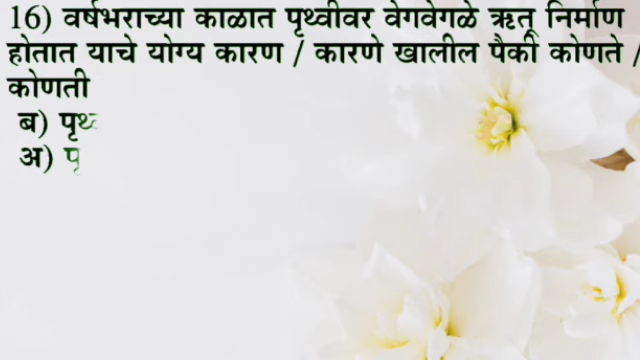 16) वर्षभराच्या काळात पृथ्वीवर वेगवेगळे ऋतू निर्माण
होतात याचे योग्य कारण / कारणे खालील पैकी कोणते /
कोणती
ब)
अ)